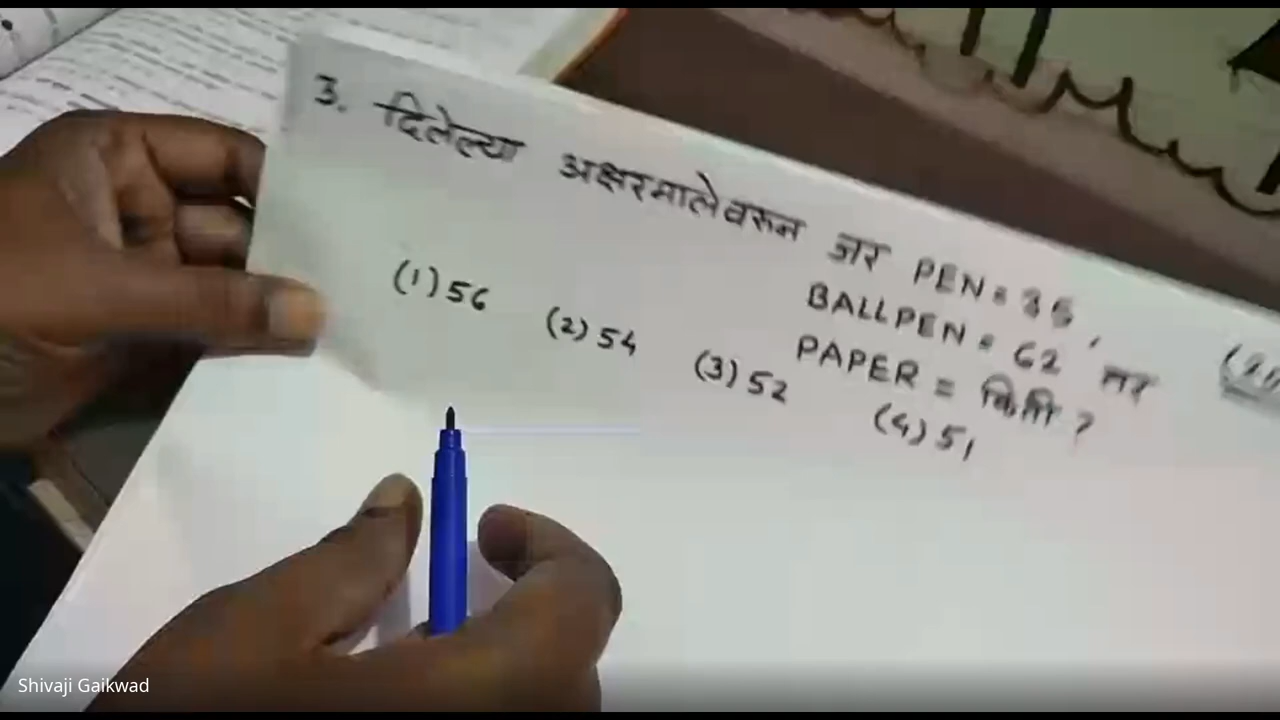 3. दिलेल्या अक्षरमालेवरून जर PEN = 35,
BALLPEN = 62 तर
PAPER = किती ?
(1) 56 (2) 54 (3) 52 (4) 51
Shivaji Gaikwad